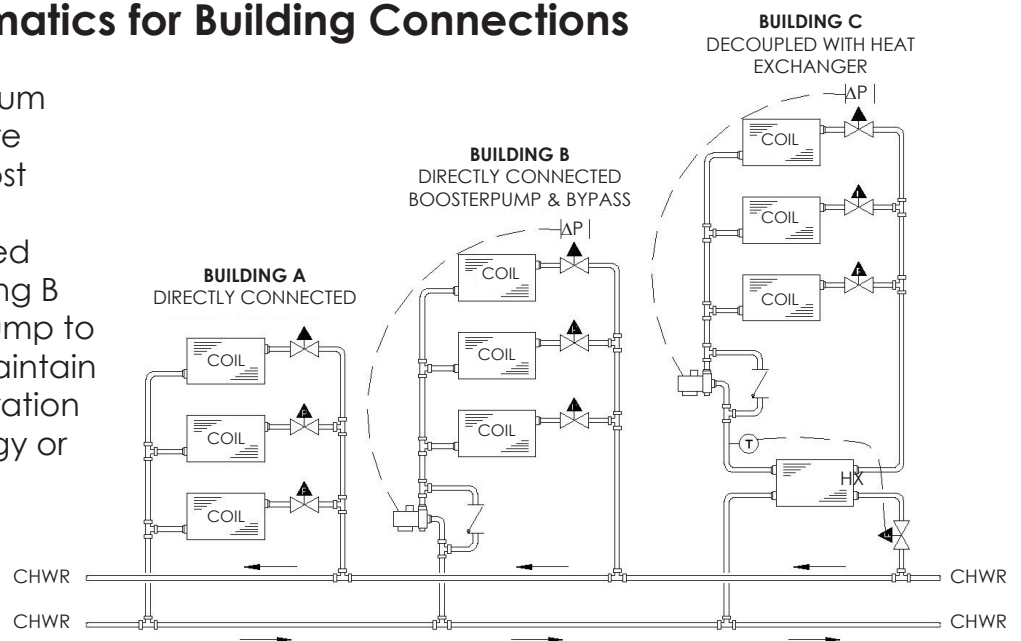 matics for Building Connections
um
re
ost
ed
ng B
ump to
aintain
ration
gy or
BUILDING A
DIRECTLY CONNECTED
COIL
COIL
COIL
BUILDING B
DIRECTLY CONNECTED
BOOSTERPUMP & BYPASS
ΔP
COIL
COIL
COIL
BUILDING C
DECOUPLED WITH HEAT
EXCHANGER
ΔP
COIL
COIL
COIL
T
HX
CHWR CHWR
CHWR CHWR